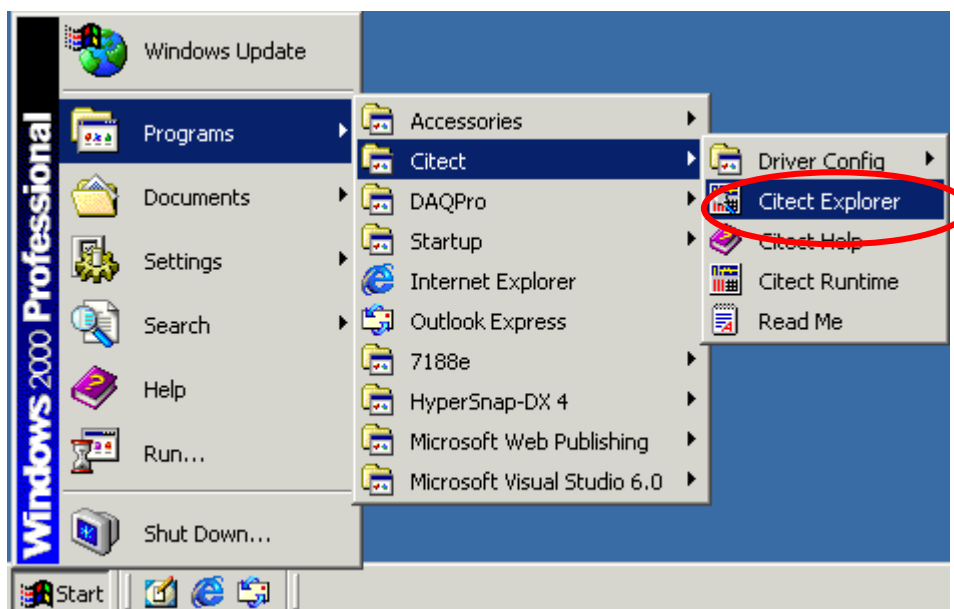 Windows 2000 Professional
Windows Update
Programs
Documents
Settings
Search
Help
Run...
Shut Down...
Accessories
Citect
DAQPro
Startup
Internet Explorer
Outlook Express
7188e
HyperSnap-DX 4
Microsoft Web Publishing
Microsoft Visual Studio 6.0
Driver Config
Citect Explorer
Citect Help
Citect Runtime
Read Me
Start